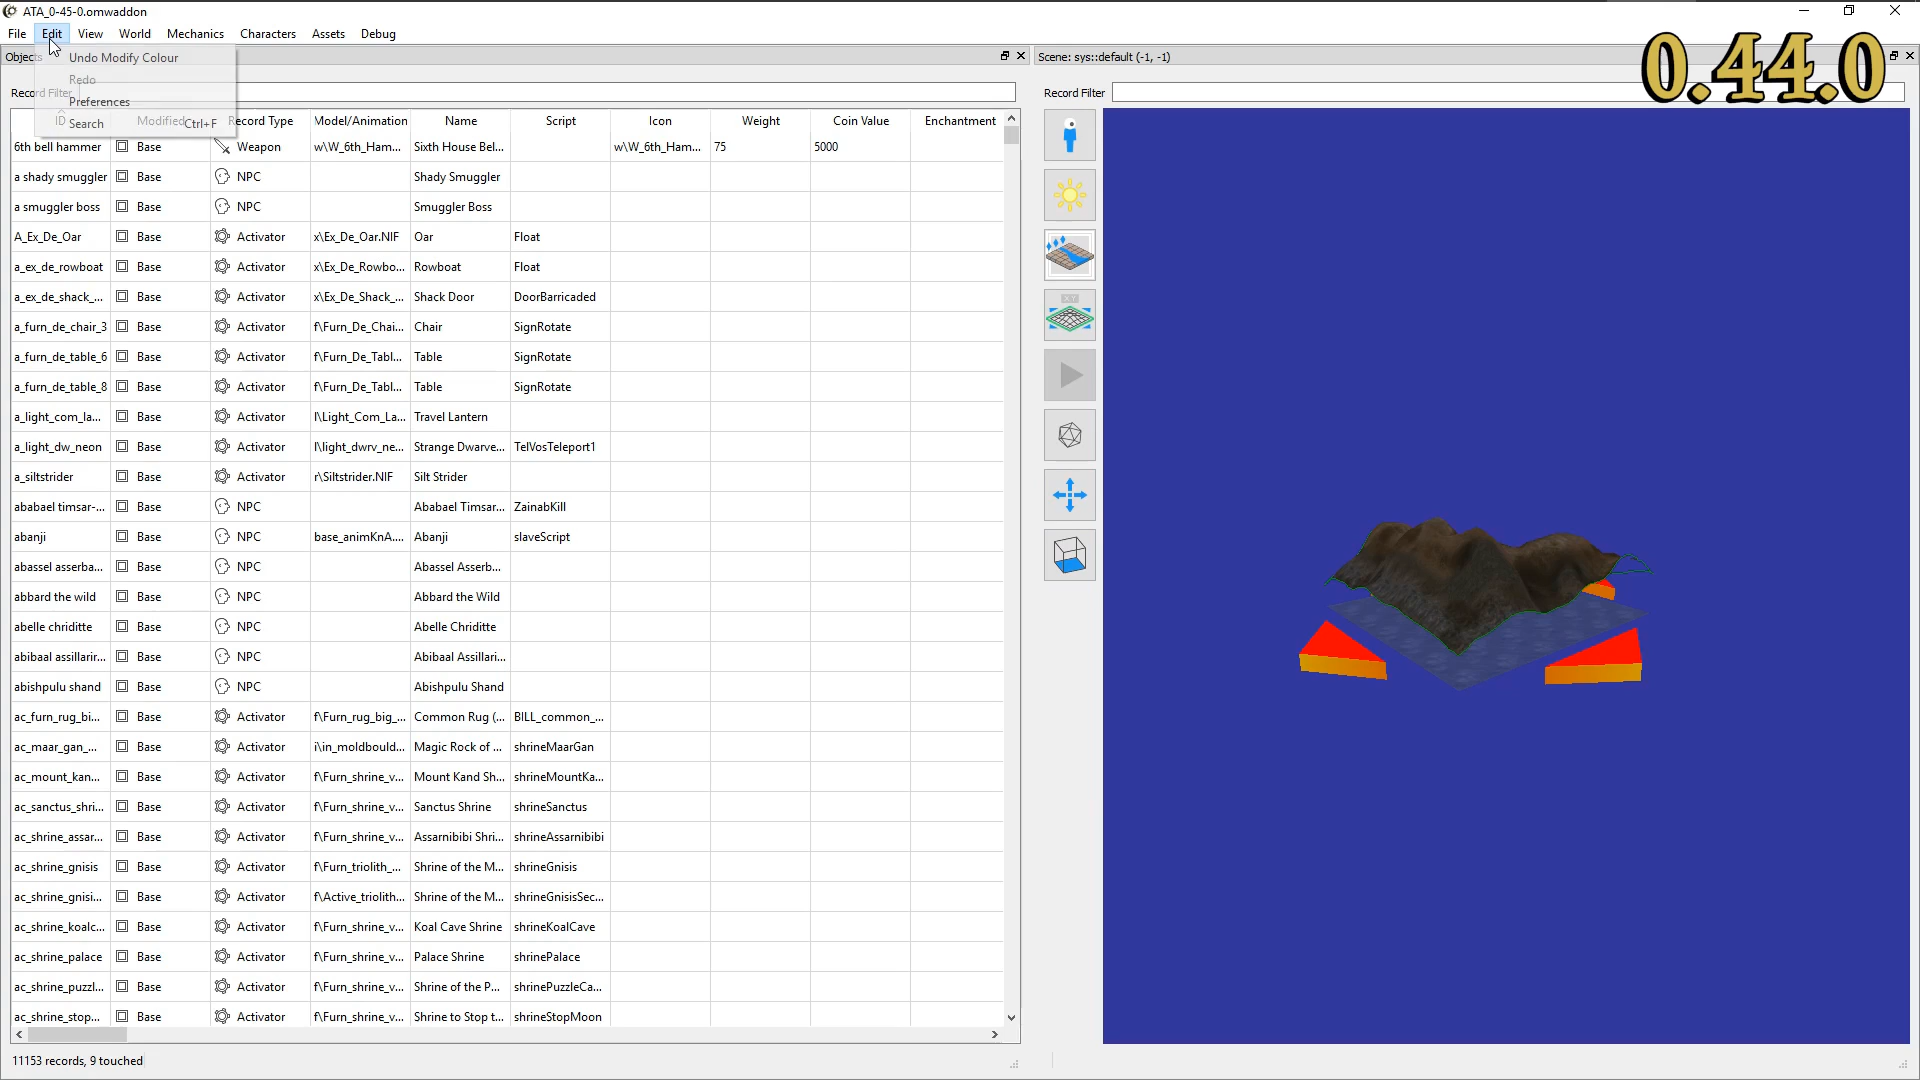 ATA_0-45-0.omwaddon
File Edit View World Mechanics Characters Assets Debug
Objects
Scene: sys::default (-1, -1)
0.44.0
Undo Modify Colour
Redo
Preferences
Search Ctrl+F
Record Filter
Record Filter
ID Modified Record Type Model/Animation Name Script Icon Weight Coin Value Enchantment
6th bell hammer Base Weapon w\W_6th_Ham... Sixth House Bel... w\W_6th_Ham... 75 5000
a shady smuggler Base NPC Shady Smuggler
a smuggler boss Base NPC Smuggler Boss
A_Ex_De_Oar Base Activator x\Ex_De_Oar.NIF Oar Float
a_ex_de_rowboat Base Activator x\Ex_De_Rowbo... Rowboat Float
a_ex_de_shack_... Base Activator x\Ex_De_Shack_... Shack Door DoorBarricaded
a_furn_de_chair_3 Base Activator f\Furn_De_Chai... Chair SignRotate
a_furn_de_table_6 Base Activator f\Furn_De_Tabl... Table SignRotate
a_furn_de_table_8 Base Activator f\Furn_De_Tabl... Table SignRotate
a_light_com_la... Base Activator l\Light_Com_La... Travel Lantern
a_light_dw_neon Base Activator l\light_dwrv_ne... Strange Dwarve... TelVosTeleport1
a_siltstrider Base Activator r\Siltstrider.NIF Silt Strider
ababael timsar-... Base NPC Ababael Timsar... ZainabKill
abanji Base NPC base_animKnA.... Abanji slaveScript
abassel asserba... Base NPC Abassel Asserb...
abbard the wild Base NPC Abbard the Wild
abelle chriditte Base NPC Abelle Chriditte
abibaal assillarir... Base NPC Abibaal Assillari...
abishpulu shand Base NPC Abishpulu Shand
ac_furn_rug_bi... Base Activator f\Furn_rug_big_... Common Rug (... BILL_common_...
ac_maar_gan_... Base Activator i\in_moldbould... Magic Rock of ... shrineMaarGan
ac_mount_kan... Base Activator f\Furn_shrine_v... Mount Kand Sh... shrineMountKa...
ac_sanctus_shri... Base Activator f\Furn_shrine_v... Sanctus Shrine shrineSanctus
ac_shrine_assar... Base Activator f\Furn_shrine_v... Assarnibibi Shri... shrineAssarnibibi
ac_shrine_gnisis Base Activator f\Furn_triolith_... Shrine of the M... shrineGnisis
ac_shrine_gnisi... Base Activator f\Active_triolith... Shrine of the M... shrineGnisisSec...
ac_shrine_koalc... Base Activator f\Furn_shrine_v... Koal Cave Shrine shrineKoalCave
ac_shrine_palace Base Activator f\Furn_shrine_v... Palace Shrine shrinePalace
ac_shrine_puzzl... Base Activator f\Furn_shrine_v... Shrine of the P... shrinePuzzleCa...
ac_shrine_stop... Base Activator f\Furn_shrine_v... Shrine to Stop t... shrineStopMoon
11153 records, 9 touched